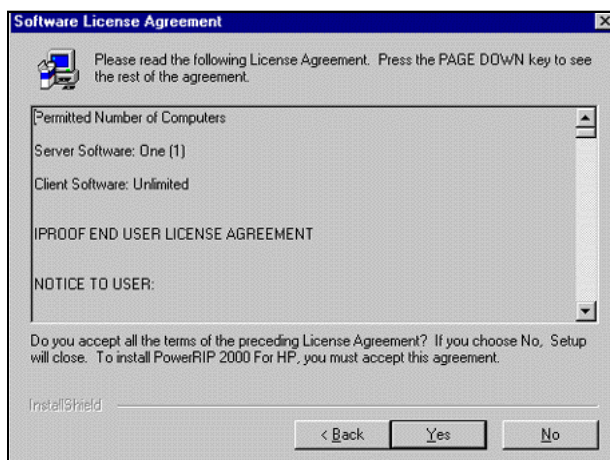 Software License Agreement
Please read the following License Agreement. Press the PAGE DOWN key to see
the rest of the agreement.
Permitted Number of Computers
Server Software: One (1)
Client Software: Unlimited
IPROOF END USER LICENSE AGREEMENT
NOTICE TO USER:
Do you accept all the terms of the preceding License Agreement? If you choose No, Setup
will close. To install PowerRIP 2000 For HP, you must accept this agreement.
InstallShield
< Back Yes No